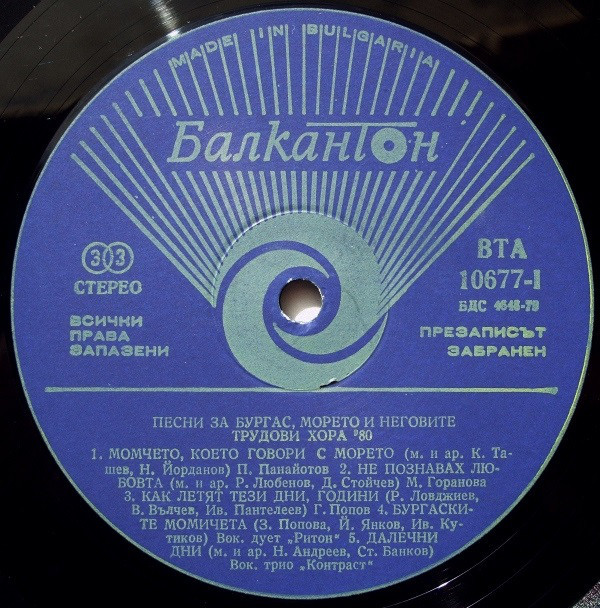 MADE IN BULGARIA
Балкантон
ВТА
10677-I
БДС 4646-79
СТЕРЕО
ВСИЧКИ
ПРАВА
ЗАПАЗЕНИ
ПРЕЗАПИСЪТ
ЗАБРАНЕН
ПЕСНИ ЗА БУРГАС, МОРЕТО И НЕГОВИТЕ
ТРУДОВИ ХОРА '80
1. МОМЧЕТО, КОЕТО ГОВОРИ С МОРЕТО (м. и ар. К. Та-
шев, Н. Йорданов) П. Панайотов 2. НЕ ПОЗНАВАХ ЛЮ-
БОВТА (м. и ар. Р. Любенов, Д. Стойчев) М. Горанова
3. КАК ЛЕТЯТ ТЕЗИ ДНИ, ГОДИНИ (Р. Ловджиев,
В. Вълчев, Ив. Пантелеев) Г. Попов 4. БУРГАСКИ-
ТЕ МОМИЧЕТА (З. Попова, Й. Янков, Ив. Ку-
тиков) Вок. дует „Ритон" 5. ДАЛЕЧНИ
ДНИ (м. и ар. Н. Андреев, Ст. Банков)
Вок. трио „Контраст"